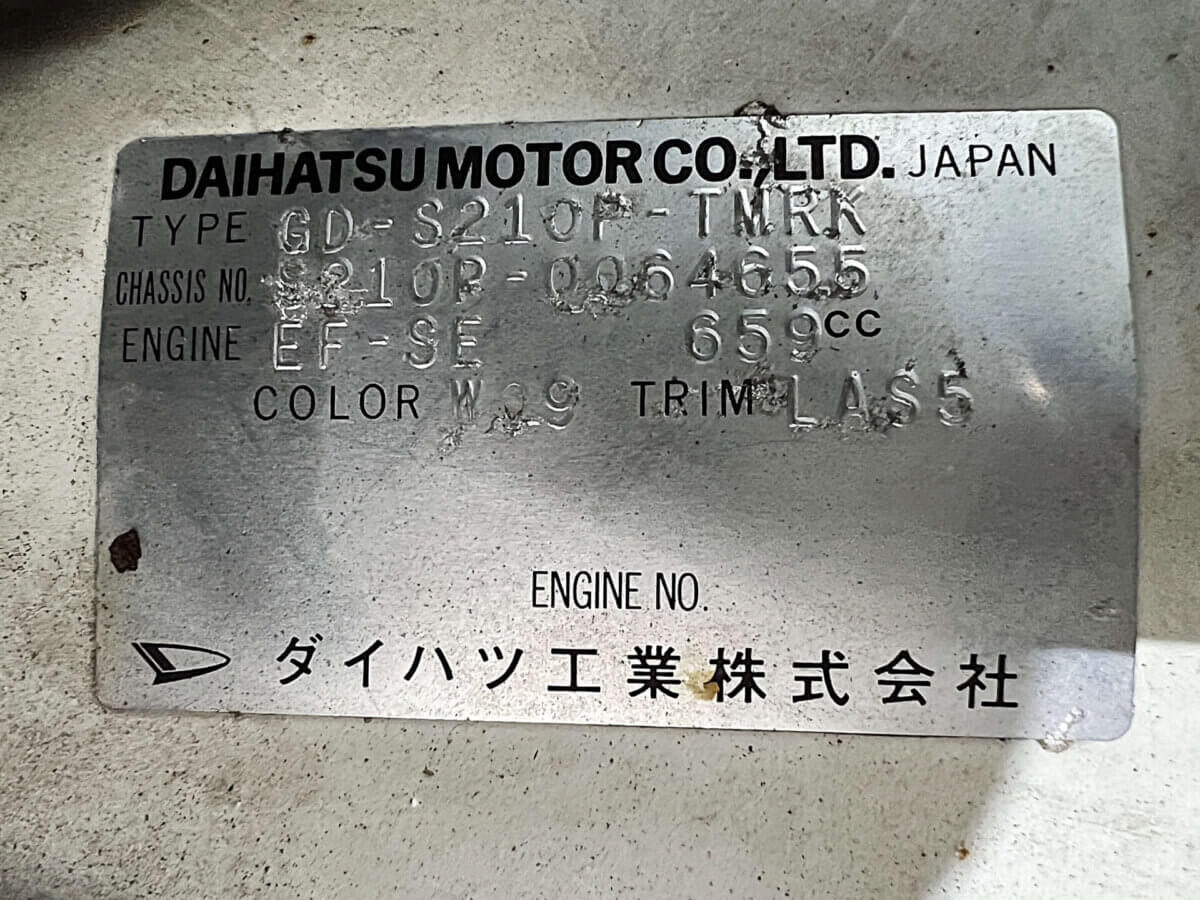 DAIHATSU MOTOR CO.,LTD. JAPAN
TYPE GD-S210P-TMRK
CHASSIS NO. S210P-0064655
ENGINE EF-SE 659CC
COLOR W09 TRIM LAS5
ENGINE NO.
ダイハツ工業株式会社